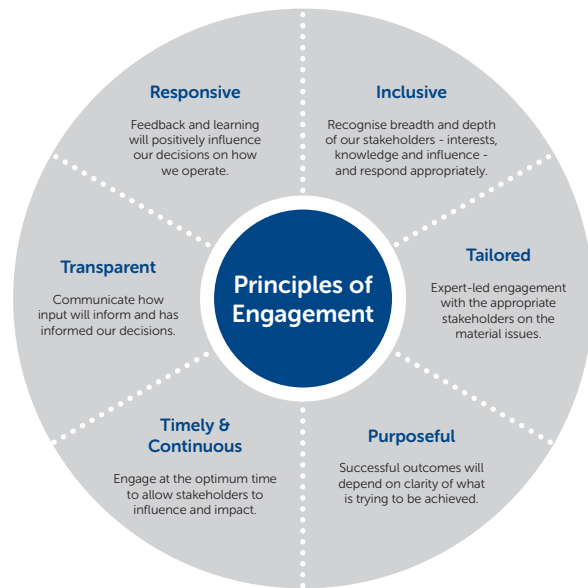 Responsive
Feedback and learning
will positively influence
our decisions on how
we operate.
Inclusive
Recognise breadth and depth
of our stakeholders - interests,
knowledge and influence -
and respond appropriately.
Transparent
Communicate how
input will inform and has
informed our decisions.
Principles of
Engagement
Tailored
Expert-led engagement
with the appropriate
stakeholders on the
material issues.
Timely &
Continuous
Engage at the optimum time
to allow stakeholders to
influence and impact.
Purposeful
Successful outcomes will
depend on clarity of what
is trying to be achieved.